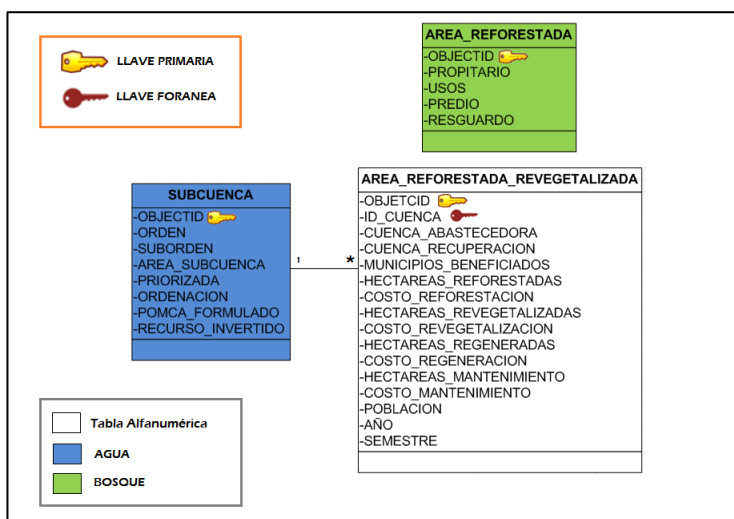 LLAVE PRIMARIA
LLAVE FORANEA
AREA_REFORESTADA
-OBJECTID
-PROPITARIO
-USOS
-PREDIO
-RESGUARDO
SUBCUENCA
-OBJECTID
-ORDEN
-SUBORDEN
-AREA_SUBCUENCA
-PRIORIZADA
-ORDENACION
-POMCA_FORMULADO
-RECURSO_INVERTIDO
1
*
AREA_REFORESTADA_REVEGETALIZADA
-OBJETCID
-ID_CUENCA
-CUENCA_ABASTECEDORA
-CUENCA_RECUPERACION
-MUNICIPIOS_BENEFICIADOS
-HECTAREAS_REFORESTADAS
-COSTO_REFORESTACION
-HECTAREAS_REVEGETALIZADAS
-COSTO_REVEGETALIZACION
-HECTAREAS_REGENERADAS
-COSTO_REGENERACION
-HECTAREAS_MANTENIMIENTO
-COSTO_MANTENIMIENTO
-POBLACION
-AÑO
-SEMESTRE
Tabla Alfanumérica
AGUA
BOSQUE